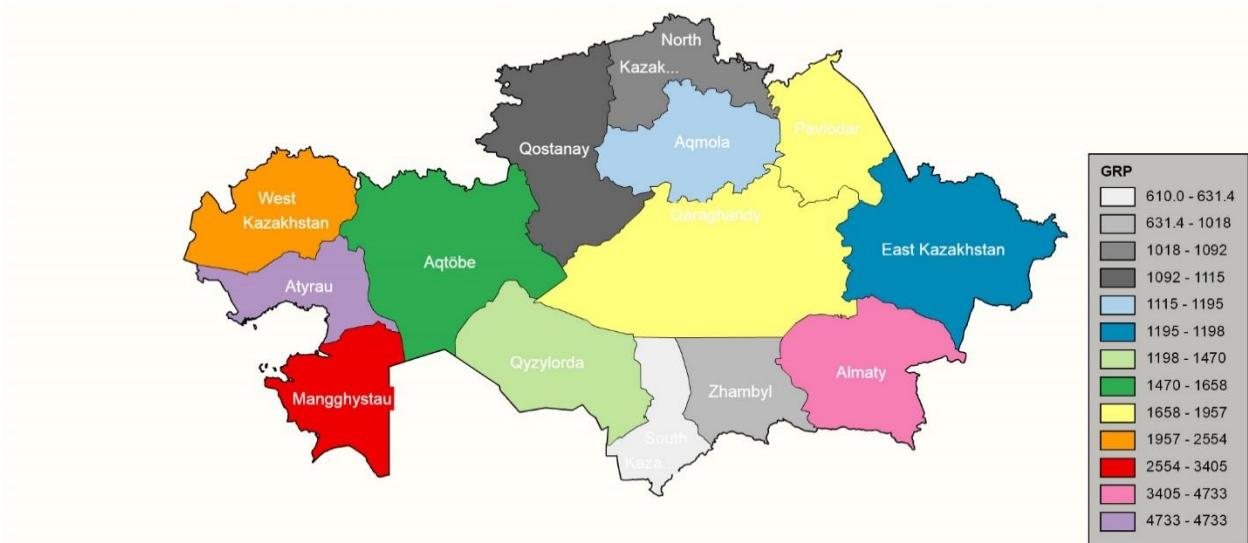 North
Kazak...
Pavlodar
Qostanay
Aqmola
West
Kazakhstan
Qaraghandy
Aqtöbe
East Kazakhstan
Atyrau
Qyzylorda
Zhambyl
Almaty
Mangghystau
South
Kaza...
GRP
610.0 - 631.4
631.4 - 1018
1018 - 1092
1092 - 1115
1115 - 1195
1195 - 1198
1198 - 1470
1470 - 1658
1658 - 1957
1957 - 2554
2554 - 3405
3405 - 4733
4733 - 4733